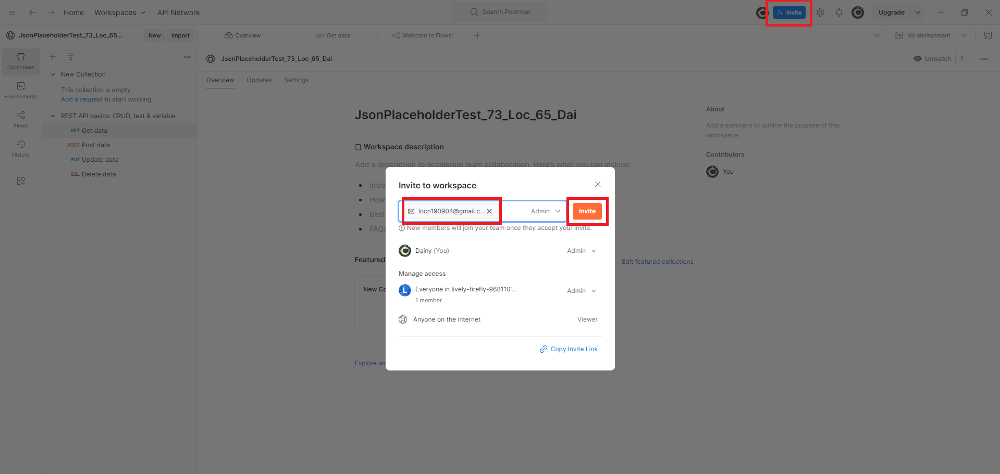 Home
Workspaces
API Network
Search Postman
Invite
Upgrade
JsonPlaceholderTest_73_Loc_65...
New
Import
Overview
GET Get data
Welcome to Flows!
No environment
Collections
Environments
Flows
History
New Collection
This collection is empty.
Add a request to start working.
REST API basics: CRUD, test & variable
GET Get data
POST Post data
PUT Update data
DEL Delete data
JsonPlaceholderTest_73_Loc_65_Dai
Unwatch
1
Overview
Updates
Settings
JsonPlaceholderTest_73_Loc_65_Dai
Workspace description
Add a description to accelerate team collaboration. Here's what you can include:
Intro
How
Best
FAQs
Featured
Edit featured collections
New Co
Explore wo
About
Add a summary to outline the purpose of this
workspace.
Contributors
You
Invite to workspace
locn190904@gmail.c...
Admin
Invite
New members will join your team once they accept your invite.
Dainy (You)
Admin
Manage access
L
Everyone in lively-firefly-968110'...
Admin
1 member
Anyone on the internet
Viewer
Copy Invite Link